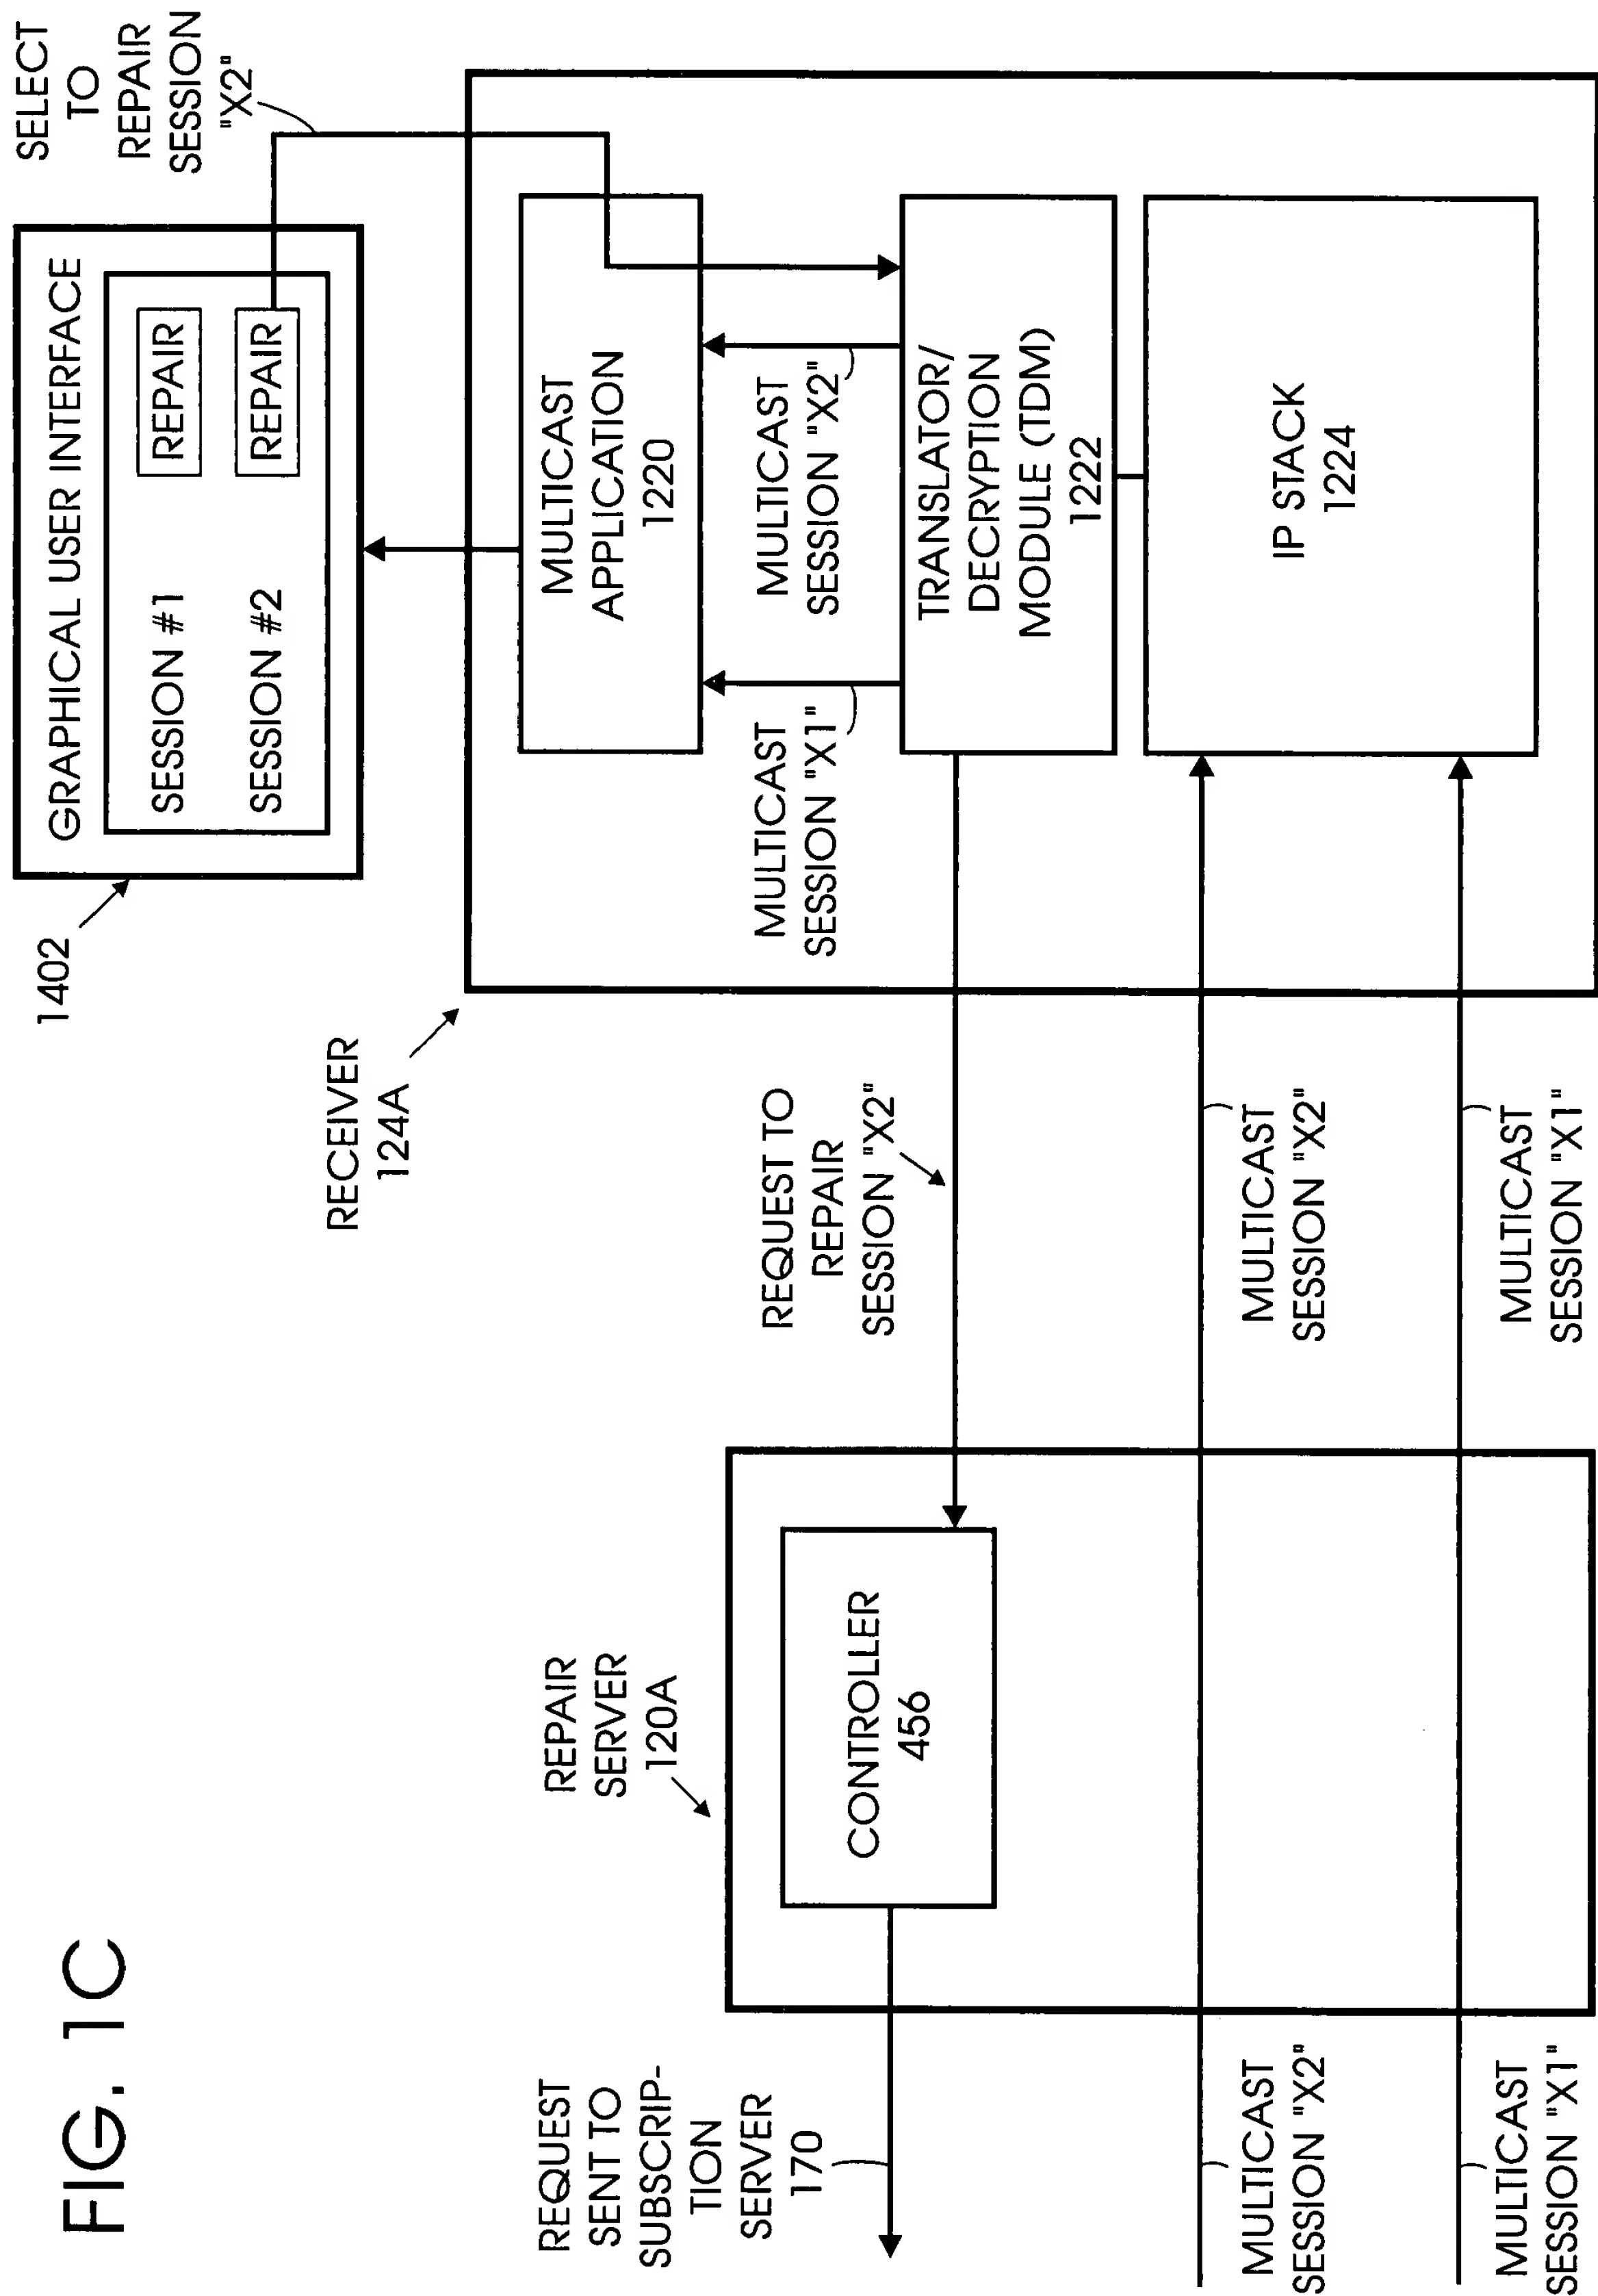 FIG. 1C
REQUEST
SENT TO
SUBSCRIP-
TION
SERVER
170
MULTICAST
SESSION "X2"
MULTICAST
SESSION "X1"
REPAIR
SERVER
120A
CONTROLLER
456
REQUEST TO
REPAIR
SESSION "X2"
MULTICAST
SESSION "X2"
MULTICAST
SESSION "X1"
RECEIVER
124A
1402
GRAPHICAL USER INTERFACE
SESSION #1
REPAIR
SESSION #2
REPAIR
SELECT
TO
REPAIR
SESSION
"X2"
MULTICAST
APPLICATION
1220
MULTICAST
SESSION "X1"
MULTICAST
SESSION "X2"
TRANSLATOR/
DECRYPTION
MODULE (TDM)
1222
IP STACK
1224